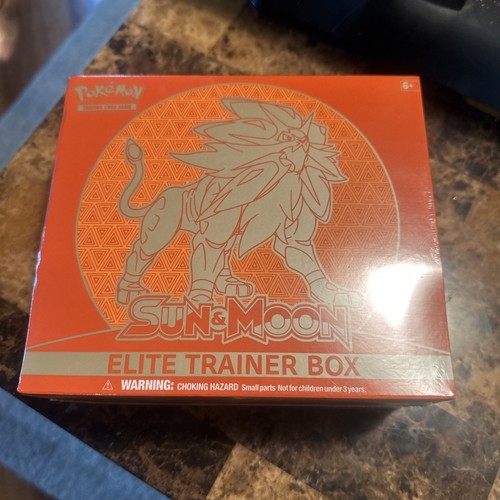 POKéMON
TRADING CARD GAME
6+
SUN & MOON
ELITE TRAINER BOX
⚠ WARNING: CHOKING HAZARD Small parts Not for children under 3 years.